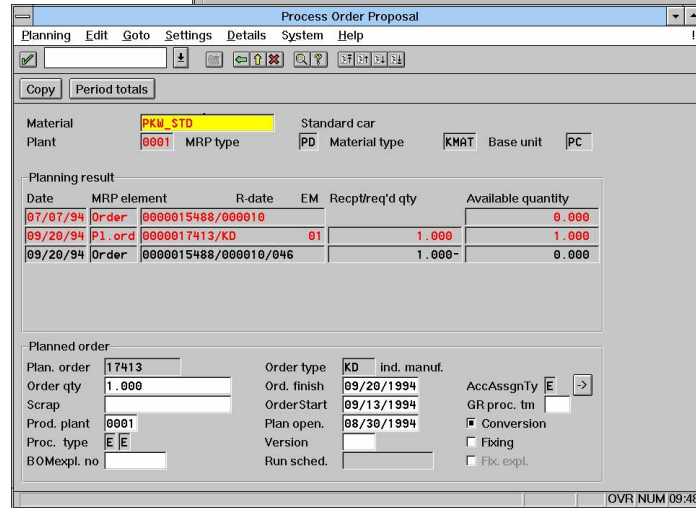 Process Order Proposal
Planning Edit Goto Settings Details System Help
Copy Period totals
Material PKW_STD Standard car
Plant 0001 MRP type PD Material type KMAT Base unit PC
Planning result
Date MRP element R-date EM Recpt/req'd qty Available quantity
07/07/94 Order 0000015488/000010 0.000
09/20/94 Pl.ord 0000017413/KD 01 1.000 1.000
09/20/94 Order 0000015488/000010/046 1.000- 0.000
Planned order
Plan. order 17413 Order type KD ind. manuf.
Order qty 1.000 Ord. finish 09/20/1994 AccAssgnTy E ->
Scrap OrderStart 09/13/1994 GR proc. tm
Prod. plant 0001 Plan open. 08/30/1994 Conversion
Proc. type E E Version Fixing
BOMexpl. no Run sched. Fix. expl.
OVR NUM 09:48